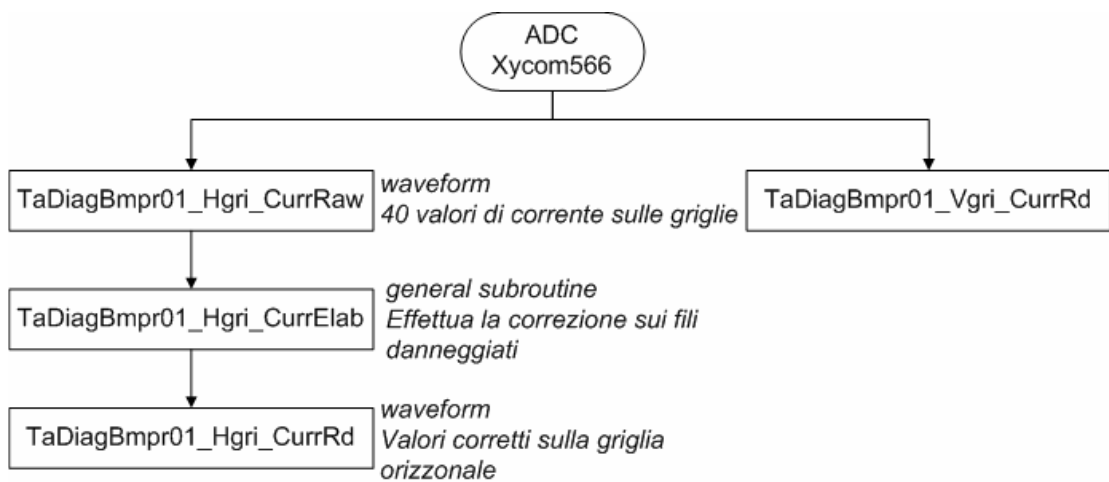 ADC
Xycom566
TaDiagBmpr01_Hgri_CurrRaw
waveform
40 valori di corrente sulle griglie
TaDiagBmpr01_Vgri_CurrRd
TaDiagBmpr01_Hgri_CurrElab
general subroutine
Effettua la correzione sui fili
danneggiati
TaDiagBmpr01_Hgri_CurrRd
waveform
Valori corretti sulla griglia
orizzonale